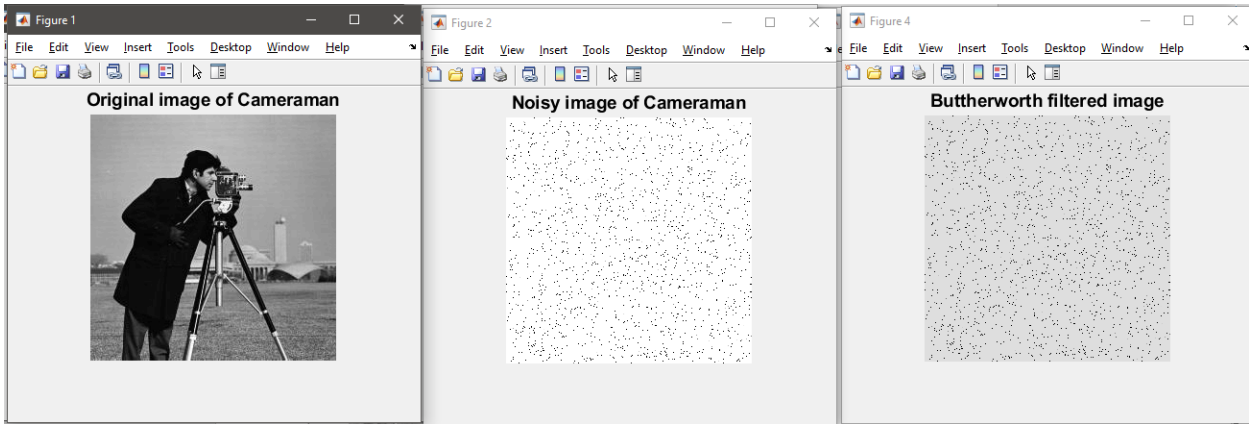 Figure 1
File Edit View Insert Tools Desktop Window Help
Original image of Cameraman
Figure 2
File Edit View Insert Tools Desktop Window Help
Noisy image of Cameraman
Figure 4
File Edit View Insert Tools Desktop Window Help
Buttherworth filtered image